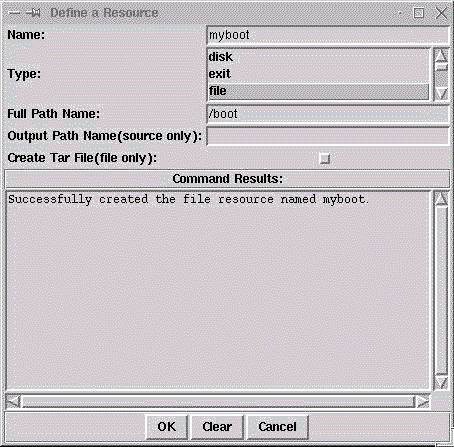 Define a Resource
Name: myboot
Type:
disk
exit
file
Full Path Name: /boot
Output Path Name(source only):
Create Tar File(file only):
Command Results:
Successfully created the file resource named myboot.
OK Clear Cancel